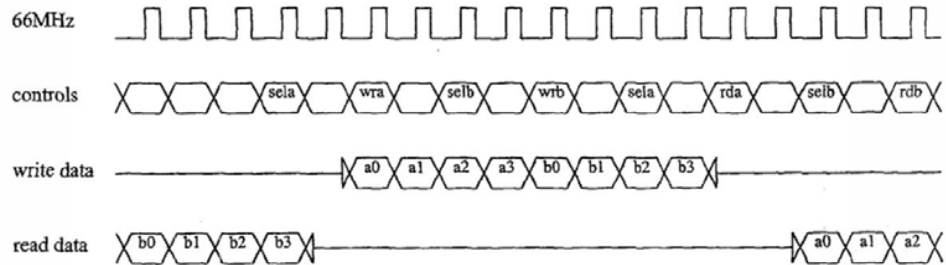 66MHz
controls sela wra selb wrb sela rda selb rdb
write data a0 a1 a2 a3 b0 b1 b2 b3
read data b0 b1 b2 b3 a0 a1 a2